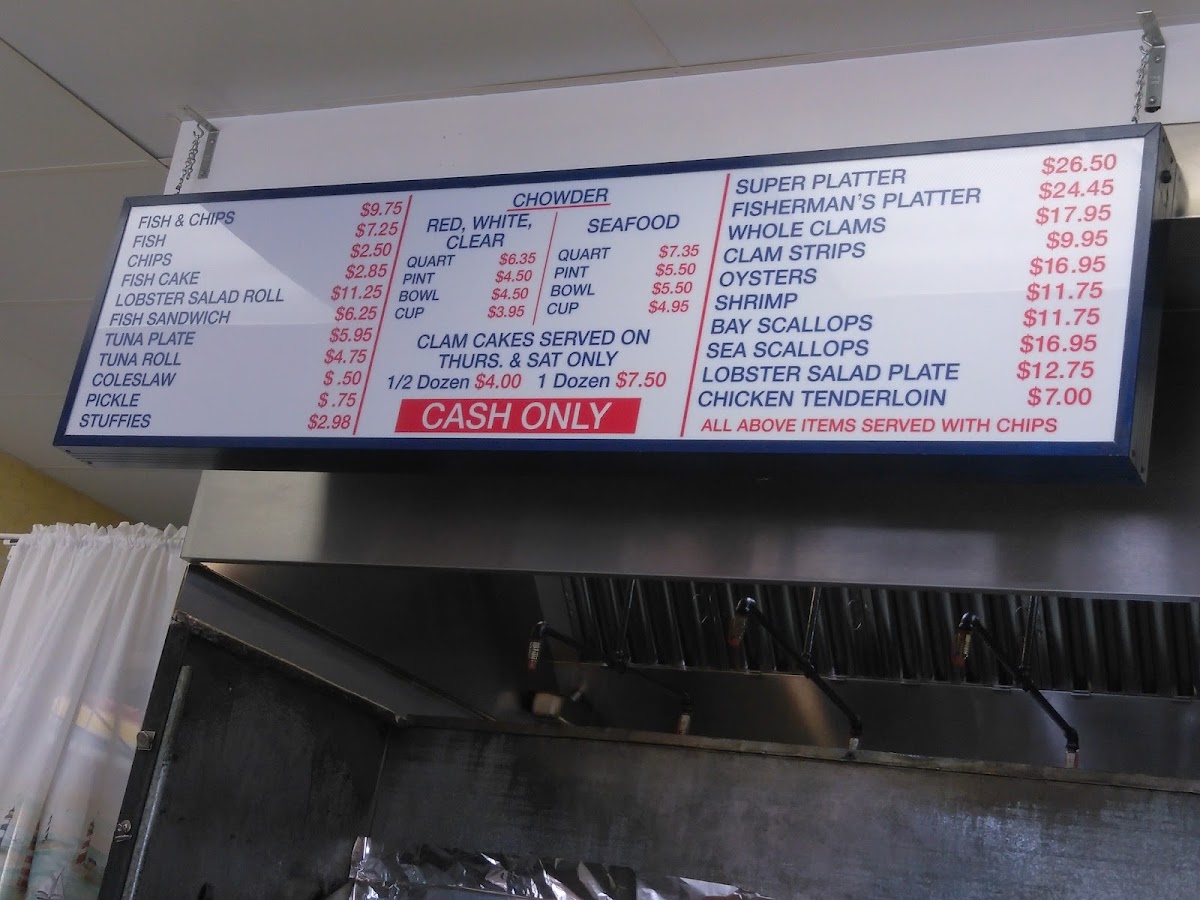 FISH & CHIPS $9.75
FISH $7.25
CHIPS $2.50
FISH CAKE $2.85
LOBSTER SALAD ROLL $11.25
FISH SANDWICH $6.25
TUNA PLATE $5.95
TUNA ROLL $4.75
COLESLAW $ .50
PICKLE $ .75
STUFFIES $2.98
CHOWDER
RED, WHITE,
CLEAR
QUART $6.35
PINT $4.50
BOWL $4.50
CUP $3.95
SEAFOOD
QUART $7.35
PINT $5.50
BOWL $5.50
CUP $4.95
CLAM CAKES SERVED ON
THURS. & SAT ONLY
1/2 Dozen $4.00 1 Dozen $7.50
CASH ONLY
SUPER PLATTER $26.50
FISHERMAN'S PLATTER $24.45
WHOLE CLAMS $17.95
CLAM STRIPS $9.95
OYSTERS $16.95
SHRIMP $11.75
BAY SCALLOPS $11.75
SEA SCALLOPS $16.95
LOBSTER SALAD PLATE $12.75
CHICKEN TENDERLOIN $7.00
ALL ABOVE ITEMS SERVED WITH CHIPS